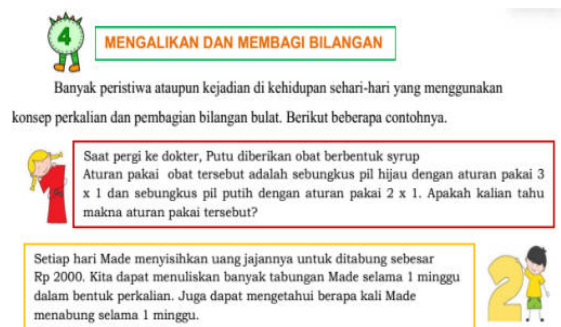 4
MENGALIKAN DAN MEMBAGI BILANGAN
Banyak peristiwa ataupun kejadian di kehidupan sehari-hari yang menggunakan
konsep perkalian dan pembagian bilangan bulat. Berikut beberapa contohnya.
1
Saat pergi ke dokter, Putu diberikan obat berbentuk syrup
Aturan pakai obat tersebut adalah sebungkus pil hijau dengan aturan pakai 3
x 1 dan sebungkus pil putih dengan aturan pakai 2 x 1. Apakah kalian tahu
makna aturan pakai tersebut?
Setiap hari Made menyisihkan uang jajannya untuk ditabung sebesar
Rp 2000. Kita dapat menuliskan banyak tabungan Made selama 1 minggu
dalam bentuk perkalian. Juga dapat mengetahui berapa kali Made
menabung selama 1 minggu.
2